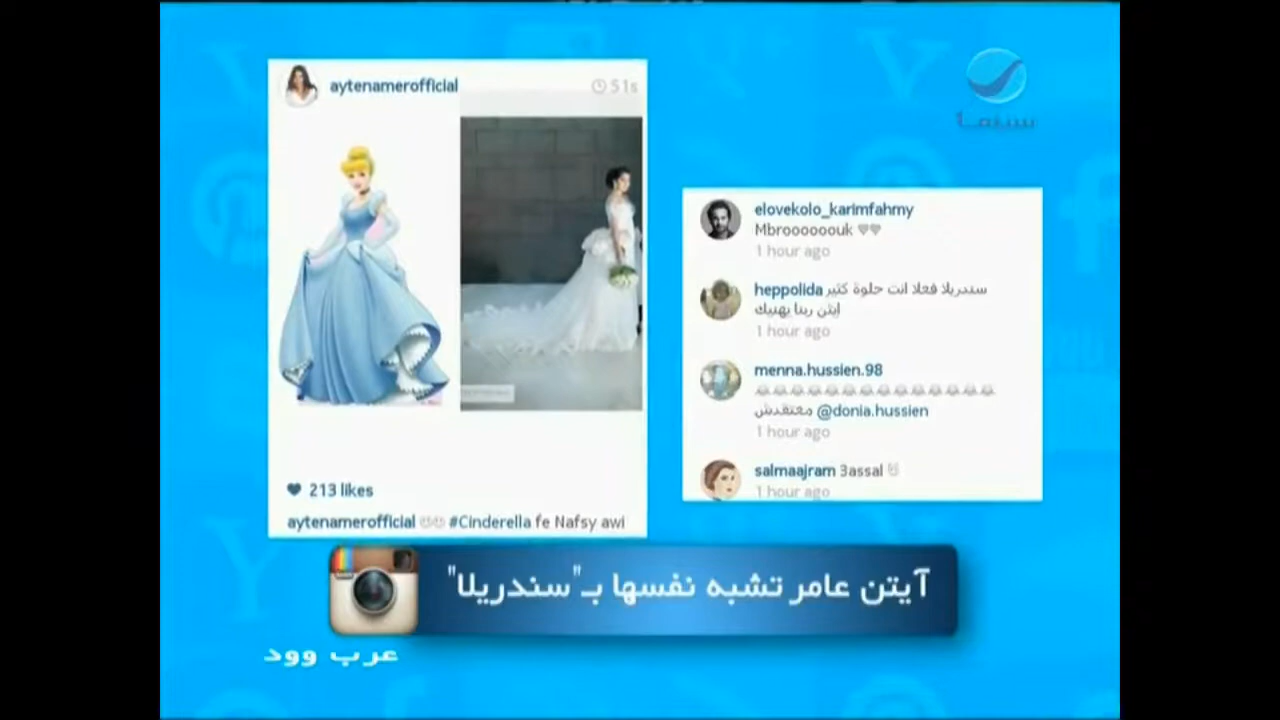 سينما
aytenamerofficial
51s
213 likes
aytenamerofficial #Cinderella fe Nafsy awi
elovekolo_karimfahmy
Mbrooooooouk
1 hour ago
heppolida سندريلا فعلا انت حلوة كتير
ايتن ربنا يهنيك
1 hour ago
menna.hussien.98
معتقدش @donia.hussien
1 hour ago
salmaajram 3assal
1 hour ago
آيتن عامر تشبه نفسها بـ"سندريلا"
عرب وود